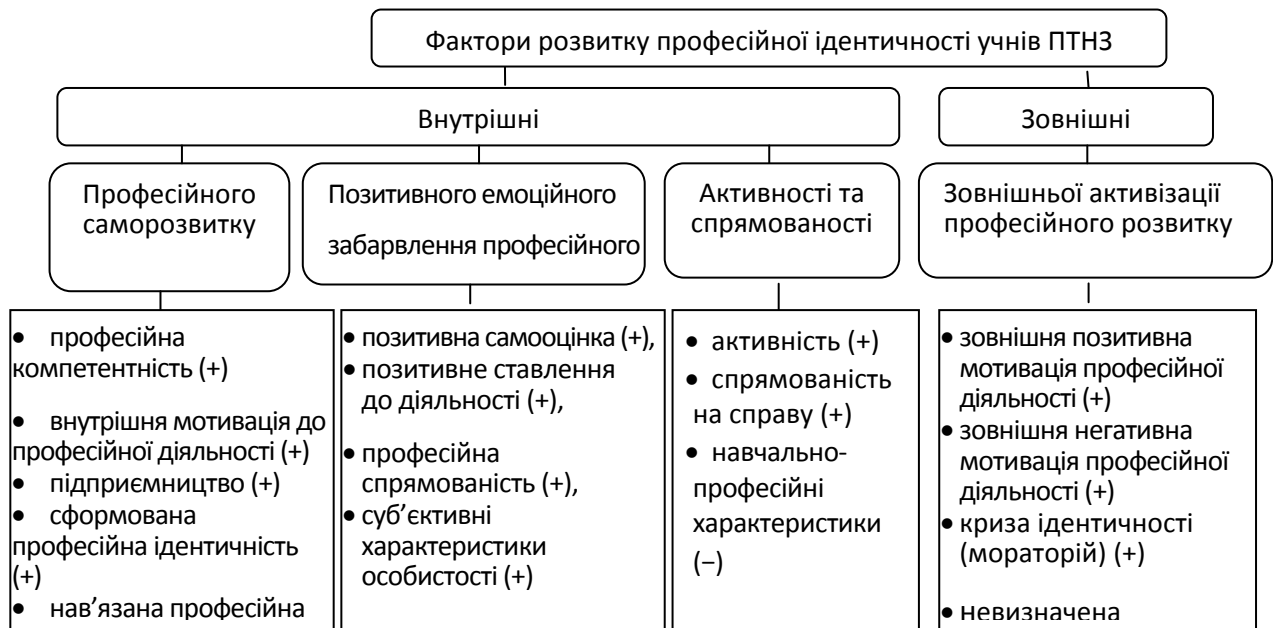 Фактори розвитку професійної ідентичності учнів ПТНЗ
Внутрішні
Зовнішні
Професійного
саморозвитку
Позитивного емоційного
забарвлення професійного
Активності та
спрямованості
Зовнішньої активізації
професійного розвитку
• професійна
компетентність (+)
• внутрішня мотивація до
професійної діяльності (+)
• підприємництво (+)
• сформована
професійна ідентичність
(+)
• нав’язана професійна
• позитивна самооцінка (+),
• позитивне ставлення
до діяльності (+),
• професійна
спрямованість (+),
• суб’єктивні
характеристики
особистості (+)
• активність (+)
• спрямованість
на справу (+)
• навчально-
професійні
характеристики
(−)
• зовнішня позитивна
мотивація професійної
діяльності (+)
• зовнішня негативна
мотивація професійної
діяльності (+)
• криза ідентичності
(мораторій) (+)
• невизначена